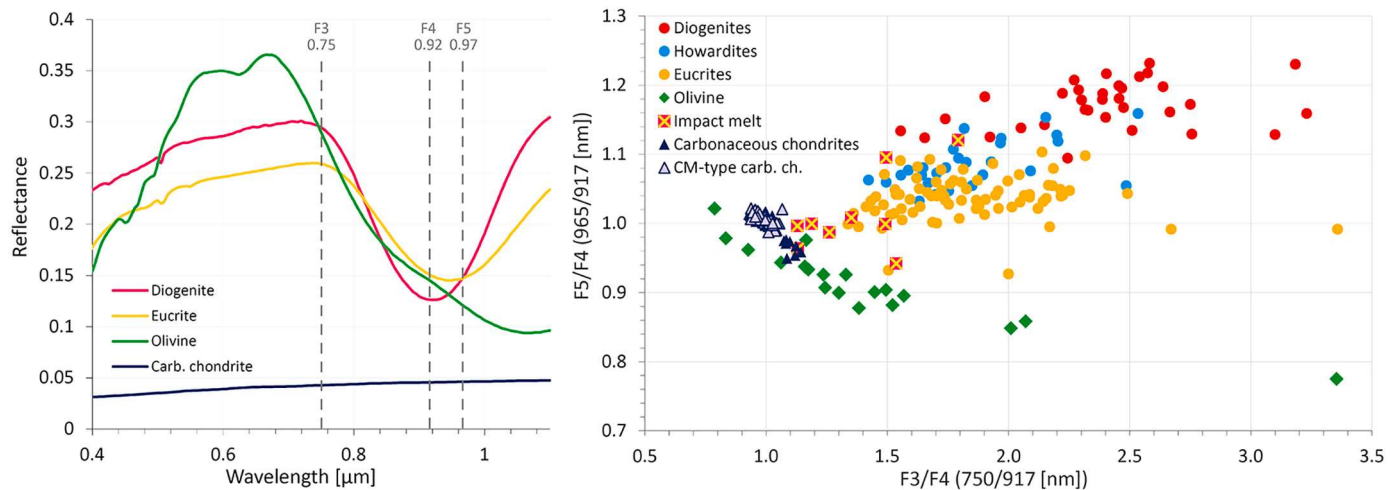 F3
0.75
F4
0.92
F5
0.97
0.4
0.35
0.3
0.25
0.2
0.15
0.1
0.05
0
Reflectance
Diogenite
Eucrite
Olivine
Carb. chondrite
0.4
0.6
0.8
1
Wavelength [µm]
1.3
1.2
1.1
1.0
0.9
0.8
0.7
F5/F4 (965/917 [nm])
Diogenites
Howardites
Eucrites
Olivine
Impact melt
Carbonaceous chondrites
CM-type carb. ch.
0.5
1.0
1.5
2.0
2.5
3.0
3.5
F3/F4 (750/917 [nm])